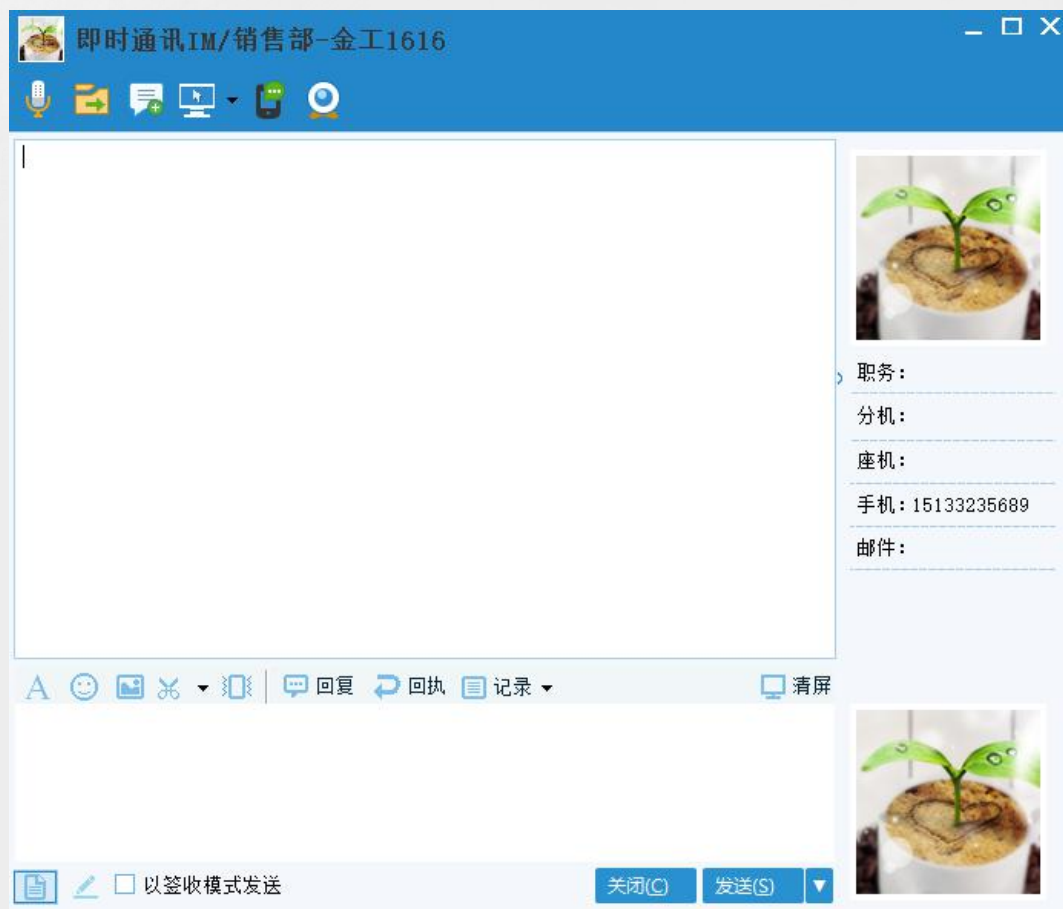 即时通讯IM/销售部-金工1616
职务:
分机:
座机:
手机:15133235689
邮件:
A 回复 回执 记录 清屏
以签收模式发送 关闭(C) 发送(S)